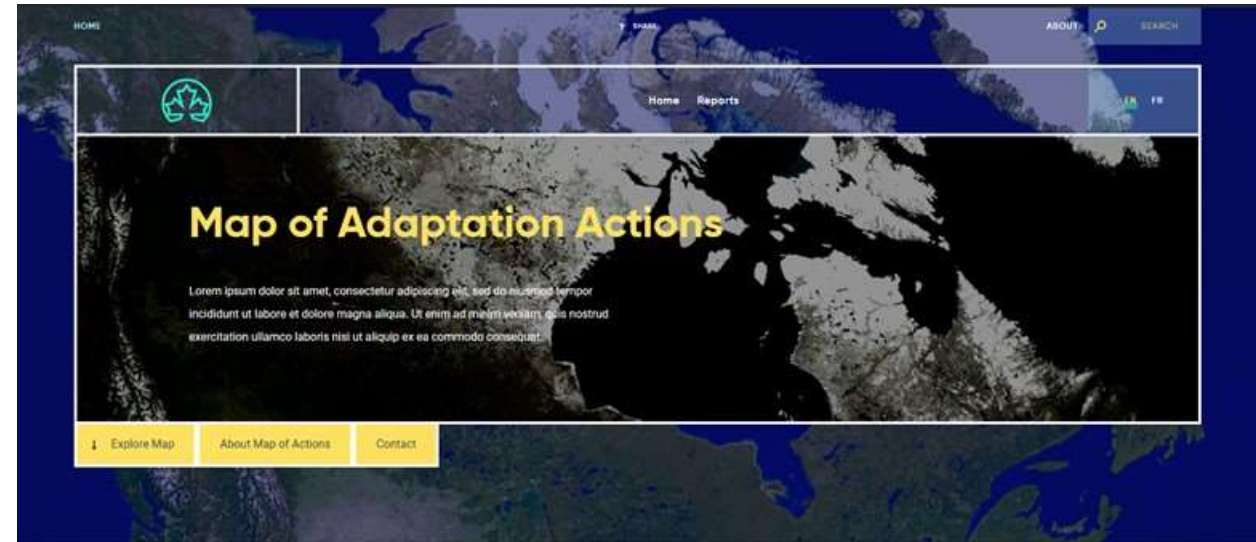 HOME
SHARE
ABOUT
SEARCH
Home Reports
EN FR
Map of Adaptation Actions
Lorem ipsum dolor sit amet, consectetur adipiscing elit, sed do eiusmod tempor
incididunt ut labore et dolore magna aliqua. Ut enim ad minim veniam, quis nostrud
exercitation ullamco laboris nisi ut aliquip ex ea commodo consequat.
Explore Map
About Map of Actions
Contact